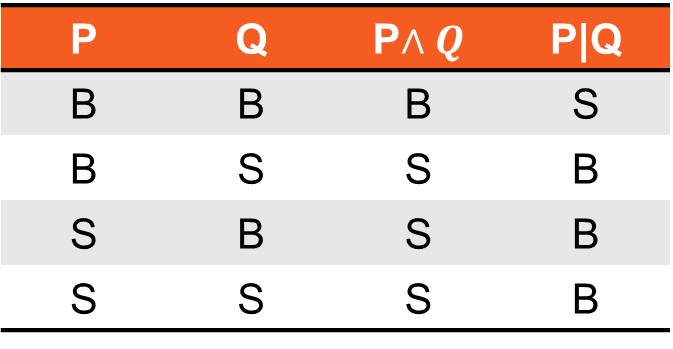 P Q P∧ Q P|Q
B B B S
B S S B
S B S B
S S S B